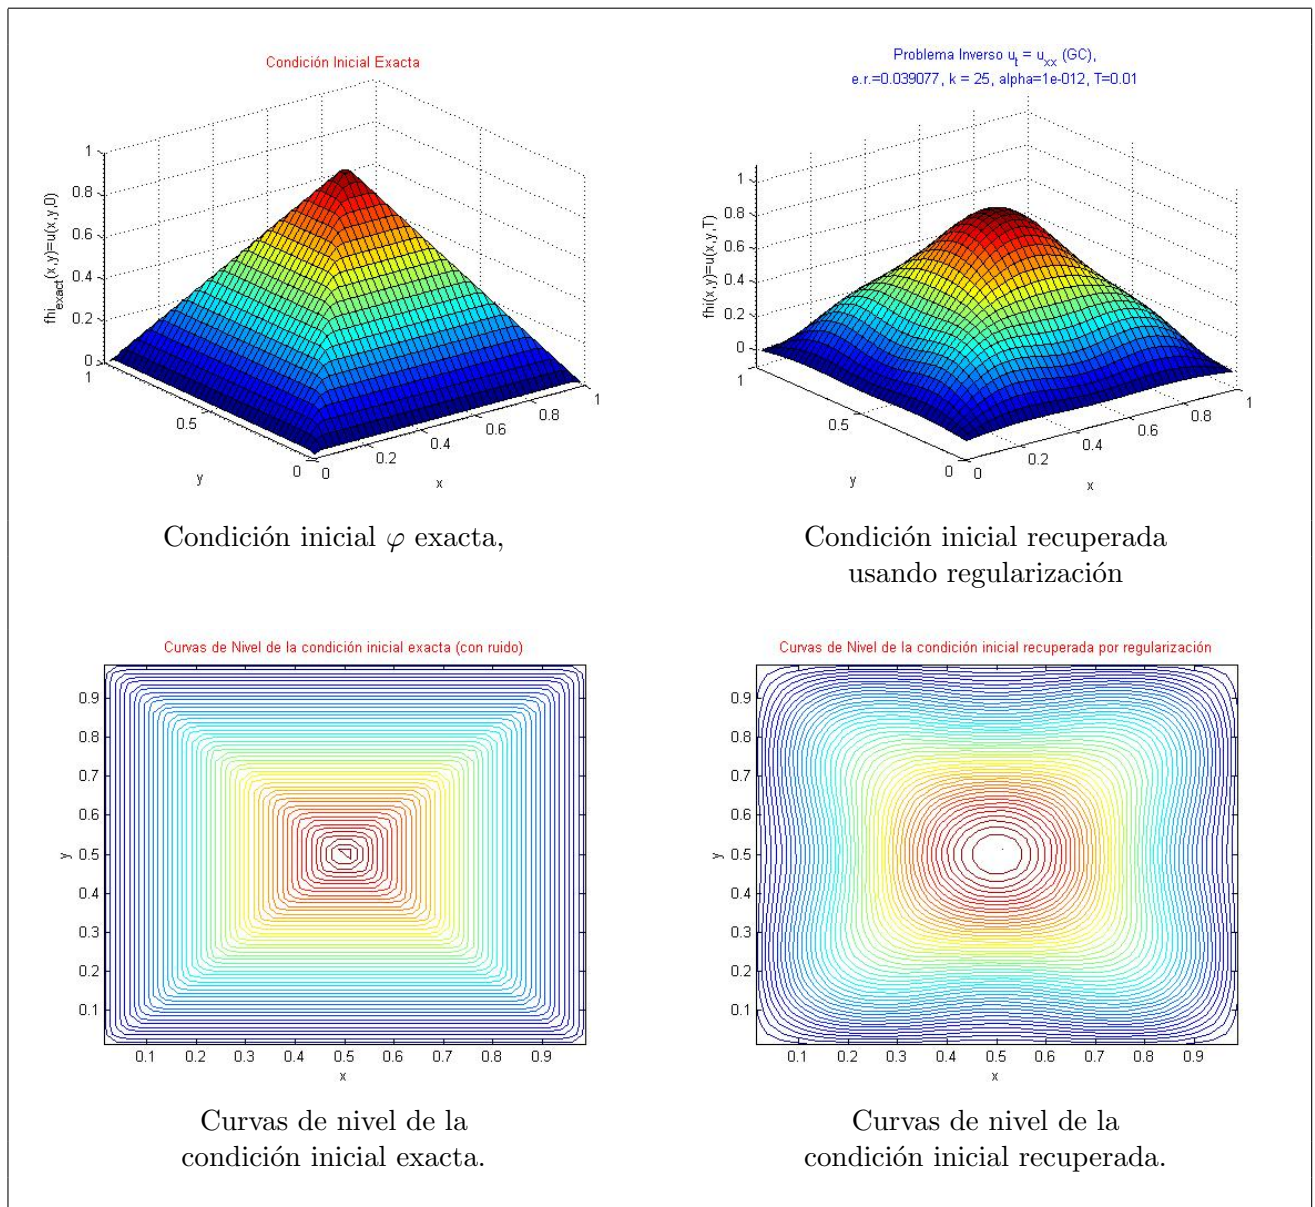 Condición Inicial Exacta
fhi_exact(x,y)=u(x,y,0)
1
0.8
0.6
0.4
0.2
0
1
0.5
0
y
0
0.2
0.4
0.6
0.8
1
x
Condición inicial φ exacta,
Problema Inverso u_t = u_xx (GC),
e.r.=0.039077, k = 25, alpha=1e-012, T=0.01
fhi(x,y)=u(x,y,T)
1
0.8
0.6
0.4
0.2
0
1
0.5
0
y
0
0.2
0.4
0.6
0.8
1
x
Condición inicial recuperada
usando regularización
Curvas de Nivel de la condición inicial exacta (con ruido)
y
0.9
0.8
0.7
0.6
0.5
0.4
0.3
0.2
0.1
0.1 0.2 0.3 0.4 0.5 0.6 0.7 0.8 0.9
x
Curvas de nivel de la
condición inicial exacta.
Curvas de Nivel de la condición inicial recuperada por regularización
y
0.9
0.8
0.7
0.6
0.5
0.4
0.3
0.2
0.1
0.1 0.2 0.3 0.4 0.5 0.6 0.7 0.8 0.9
x
Curvas de nivel de la
condición inicial recuperada.